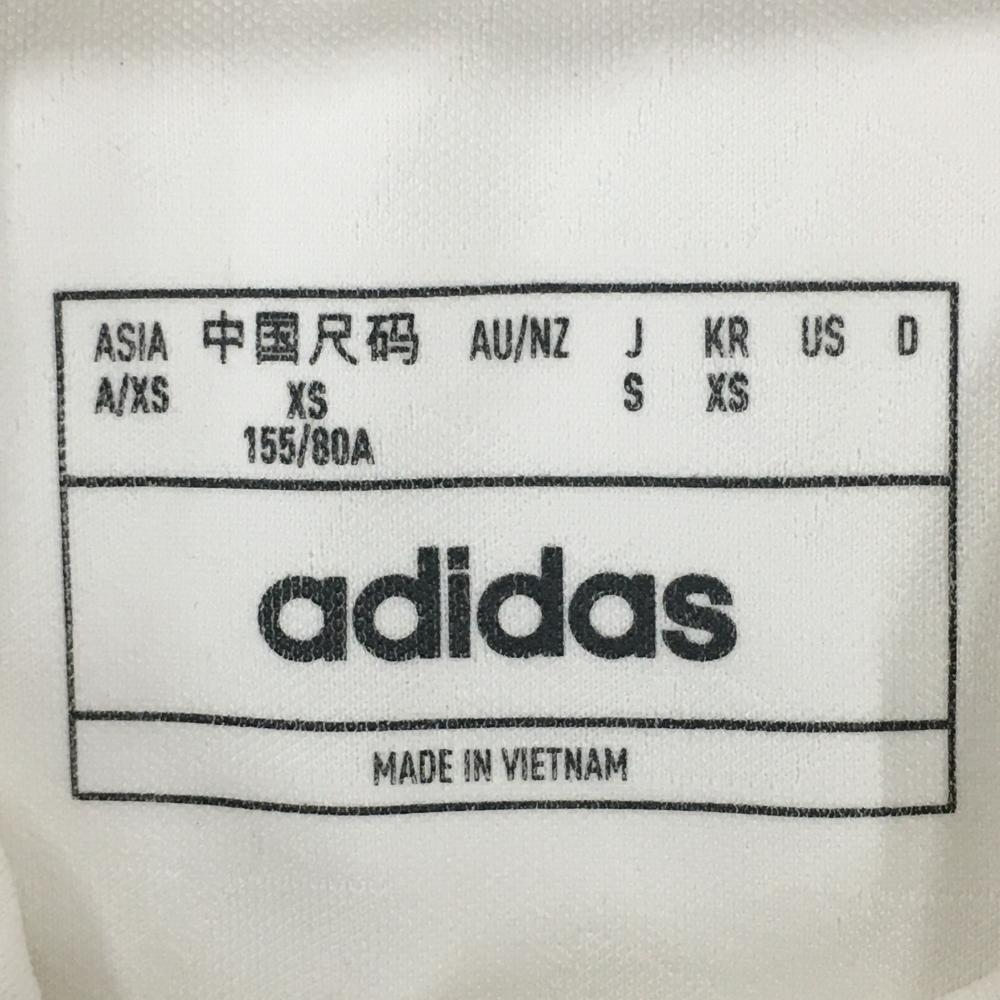 ASIA 中国尺码 AU/NZ J KR US D
A/XS XS S XS
155/80A
adidas
MADE IN VIETNAM